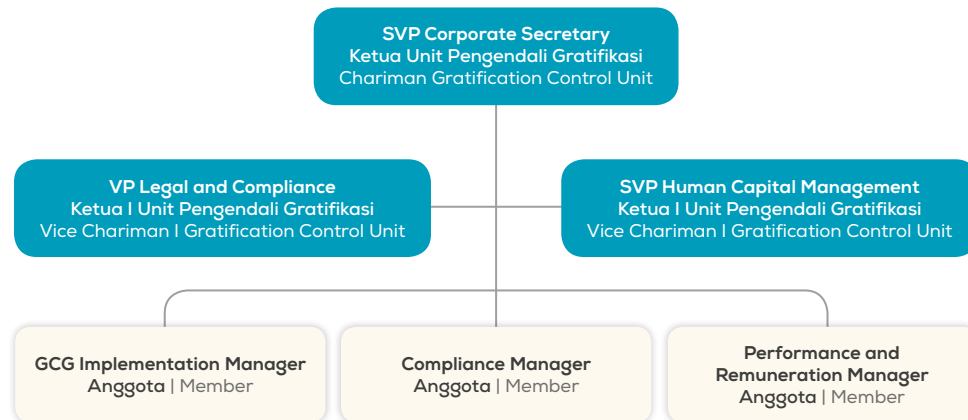 SVP Corporate Secretary
Ketua Unit Pengendali Gratifikasi
Chariman Gratification Control Unit
VP Legal and Compliance
Ketua I Unit Pengendali Gratifikasi
Vice Chariman I Gratification Control Unit
SVP Human Capital Management
Ketua I Unit Pengendali Gratifikasi
Vice Chariman I Gratification Control Unit
GCG Implementation Manager
Anggota | Member
Compliance Manager
Anggota | Member
Performance and
Remuneration Manager
Anggota | Member